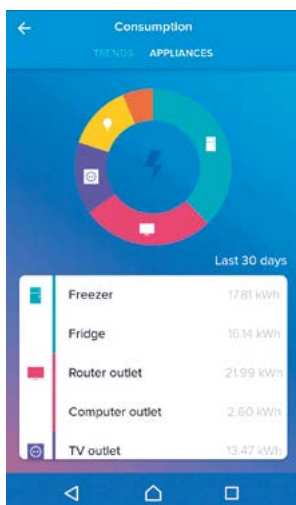 Consumption
TRENDS APPLIANCES
Last 30 days
Freezer 17.81 kWh
Fridge 16.14 kWh
Router outlet 21.99 kWh
Computer outlet 2.60 kWh
TV outlet 13.47 kWh